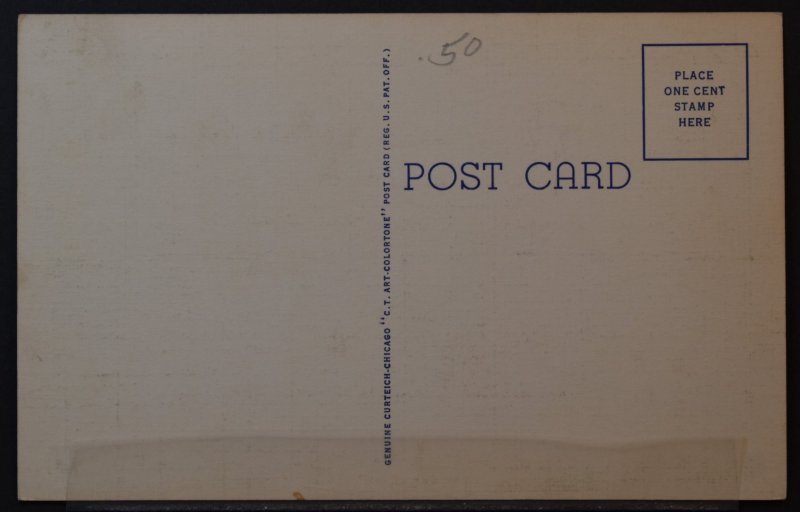 .50
PLACE
ONE CENT
STAMP
HERE
POST CARD
GENUINE CURTEICH-CHICAGO "C.T. ART-COLORTONE" POST CARD (REG. U.S. PAT. OFF.)